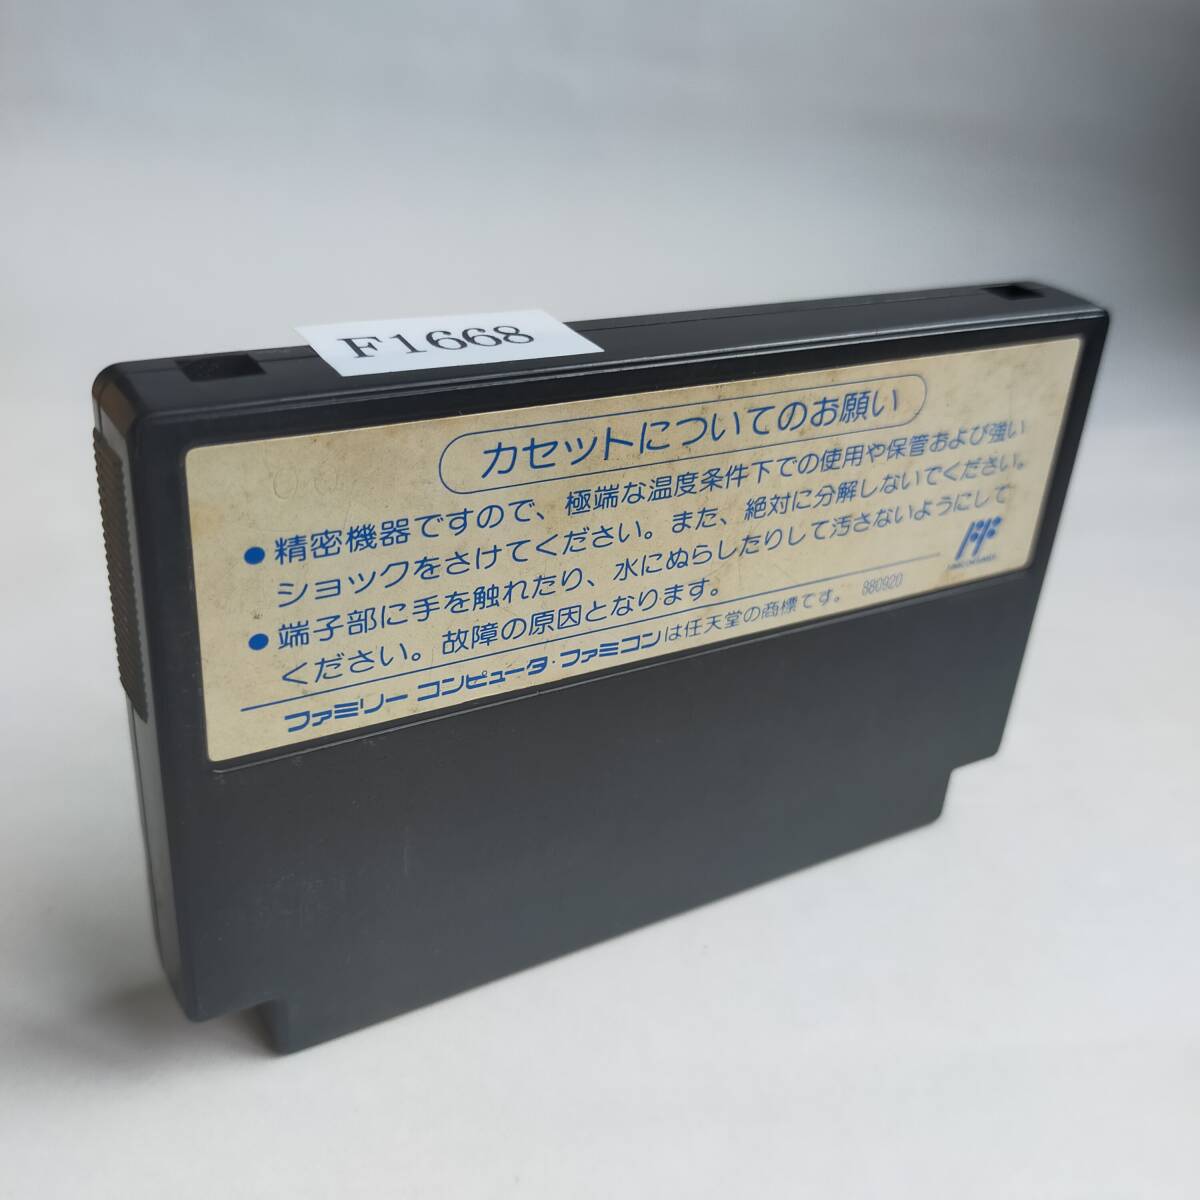 F1668
カセットについてのお願い
●精密機器ですので、極端な温度条件下での使用や保管および強い
ショックをさけてください。また、絶対に分解しないでください。
●端子部に手を触れたり、水にぬらしたりして汚さないようにして
ください。故障の原因となります。
ファミリーコンピュータ・ファミコンは任天堂の商標です。 880920